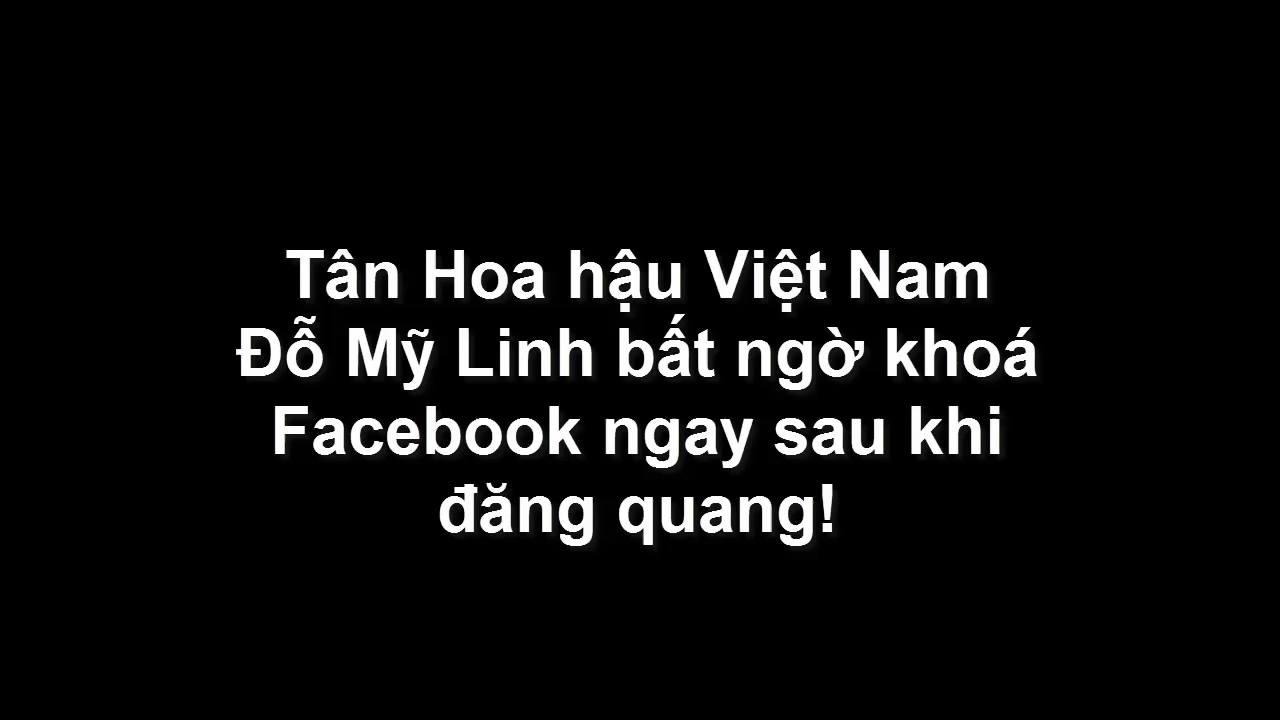 Tân Hoa hậu Việt Nam
Đỗ Mỹ Linh bất ngờ khoá
Facebook ngay sau khi
đăng quang!